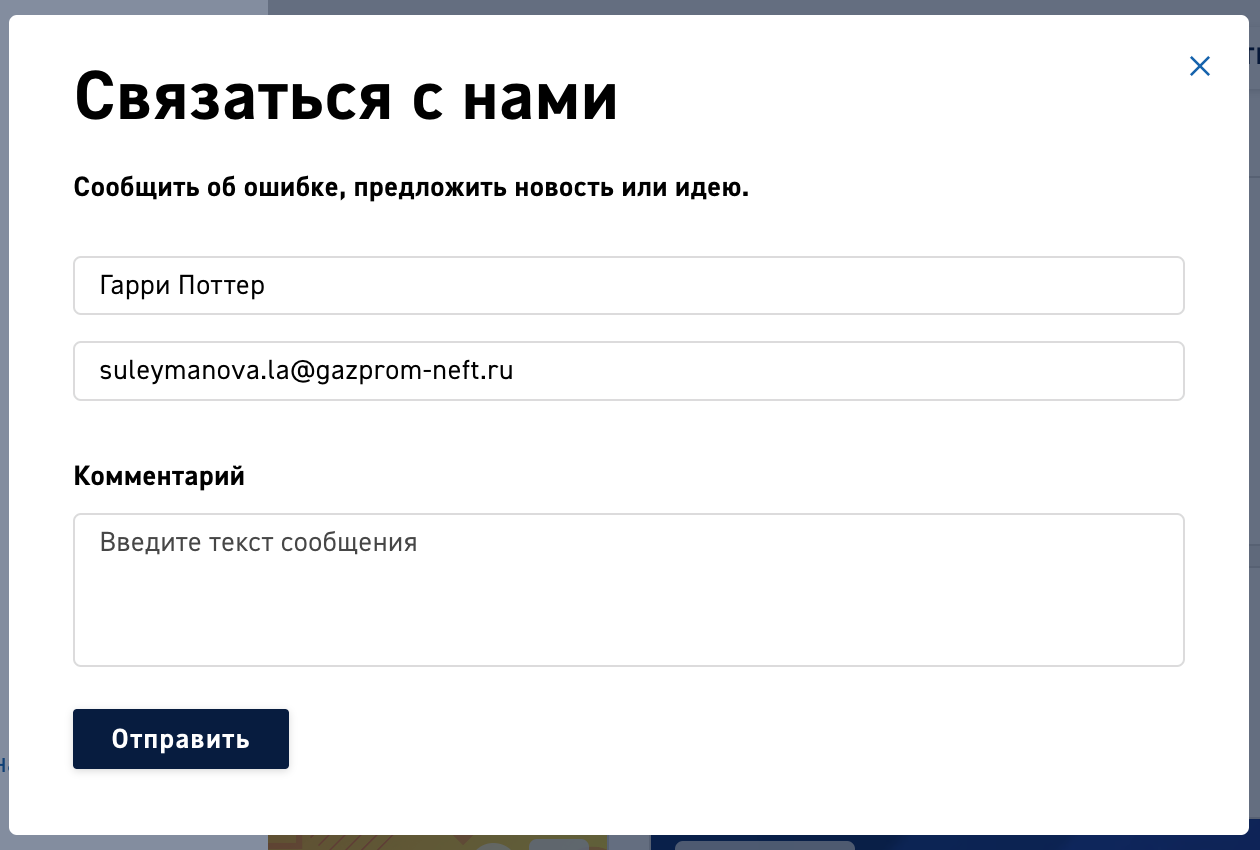 Связаться с нами
Сообщить об ошибке, предложить новость или идею.
Гарри Поттер
suleymanova.la@gazprom-neft.ru
Комментарий
Введите текст сообщения
Отправить